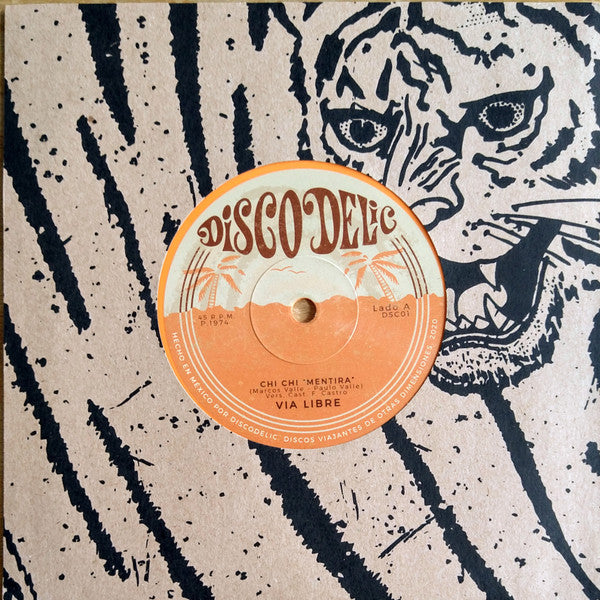 DISCODELIC
45 R.P.M.
P 1974
Lado A
DSC01
CHI CHI "MENTIRA"
(Marcos Valle - Paulo Valle)
Vers. Cast. F. Castro
VIA LIBRE
HECHO EN MEXICO POR DISCODELIC: DISCOS VIAJANTES DE OTRAS DIMENSIONES, 2020